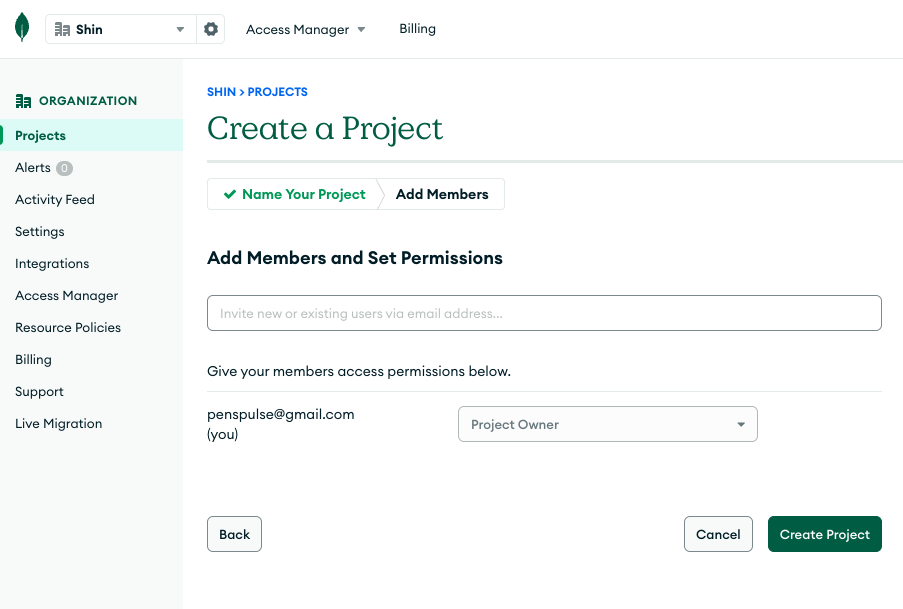 Shin
Access Manager
Billing
ORGANIZATION
Projects
Alerts 0
Activity Feed
Settings
Integrations
Access Manager
Resource Policies
Billing
Support
Live Migration
SHIN > PROJECTS
Create a Project
Name Your Project
Add Members
Add Members and Set Permissions
Invite new or existing users via email address...
Give your members access permissions below.
penspulse@gmail.com
(you)
Project Owner
Back
Cancel
Create Project